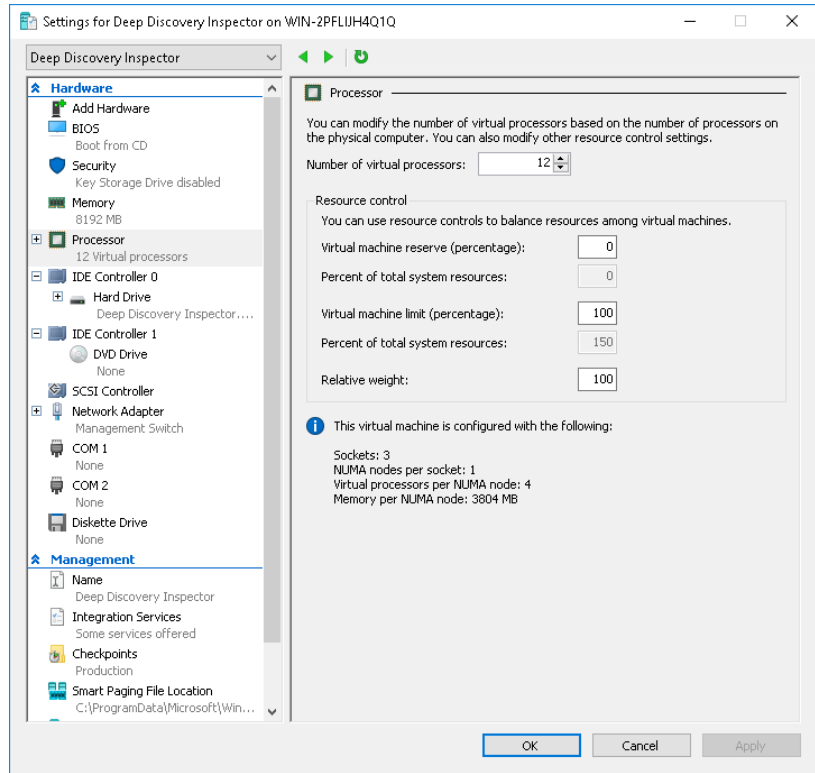 Settings for Deep Discovery Inspector on WIN-2PFLIJH4Q1Q
Deep Discovery Inspector
Hardware
Add Hardware
BIOS
Boot from CD
Security
Key Storage Drive disabled
Memory
8192 MB
Processor
12 Virtual processors
IDE Controller 0
Hard Drive
Deep Discovery Inspector....
IDE Controller 1
DVD Drive
None
SCSI Controller
Network Adapter
Management Switch
COM 1
None
COM 2
None
Diskette Drive
None
Management
Name
Deep Discovery Inspector
Integration Services
Some services offered
Checkpoints
Production
Smart Paging File Location
C:\ProgramData\Microsoft\Win...
Processor
You can modify the number of virtual processors based on the number of processors on
the physical computer. You can also modify other resource control settings.
Number of virtual processors: 12
Resource control
You can use resource controls to balance resources among virtual machines.
Virtual machine reserve (percentage): 0
Percent of total system resources: 0
Virtual machine limit (percentage): 100
Percent of total system resources: 150
Relative weight: 100
This virtual machine is configured with the following:
Sockets: 3
NUMA nodes per socket: 1
Virtual processors per NUMA node: 4
Memory per NUMA node: 3804 MB
OK Cancel Apply